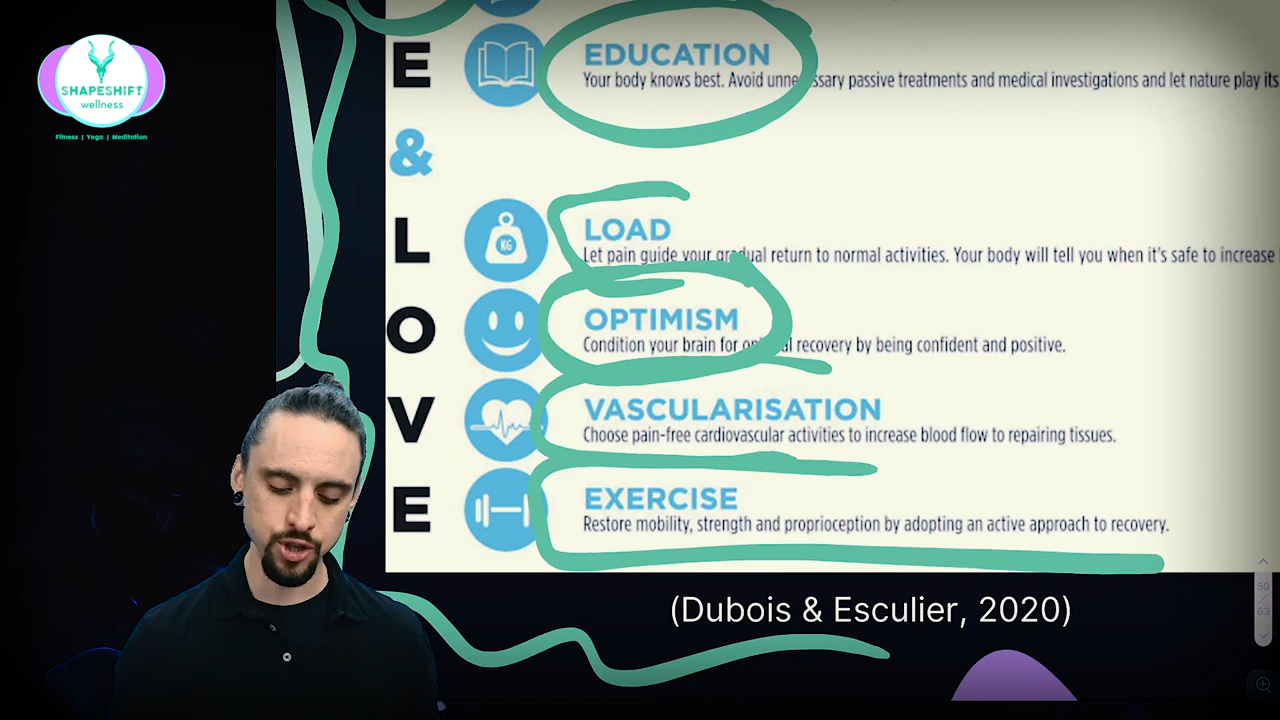 SHAPESHIFT
wellness
Fitness | Yoga | Meditation
E
EDUCATION
Your body knows best. Avoid ssary passive treatments and medical investigations and let nature play its
&
L
KG
LOAD
Let pain guide your gradual return to normal activities. Your body will tell you when it's safe to increase
O
OPTIMISM
Condition your brain for recovery by being confident and positive.
V
VASCULARISATION
Choose pain-free cardiovascular activities to increase blood flow to repairing tissues.
E
EXERCISE
Restore mobility, strength and proprioception by adopting an active approach to recovery.
(Dubois & Esculier, 2020)
50
63